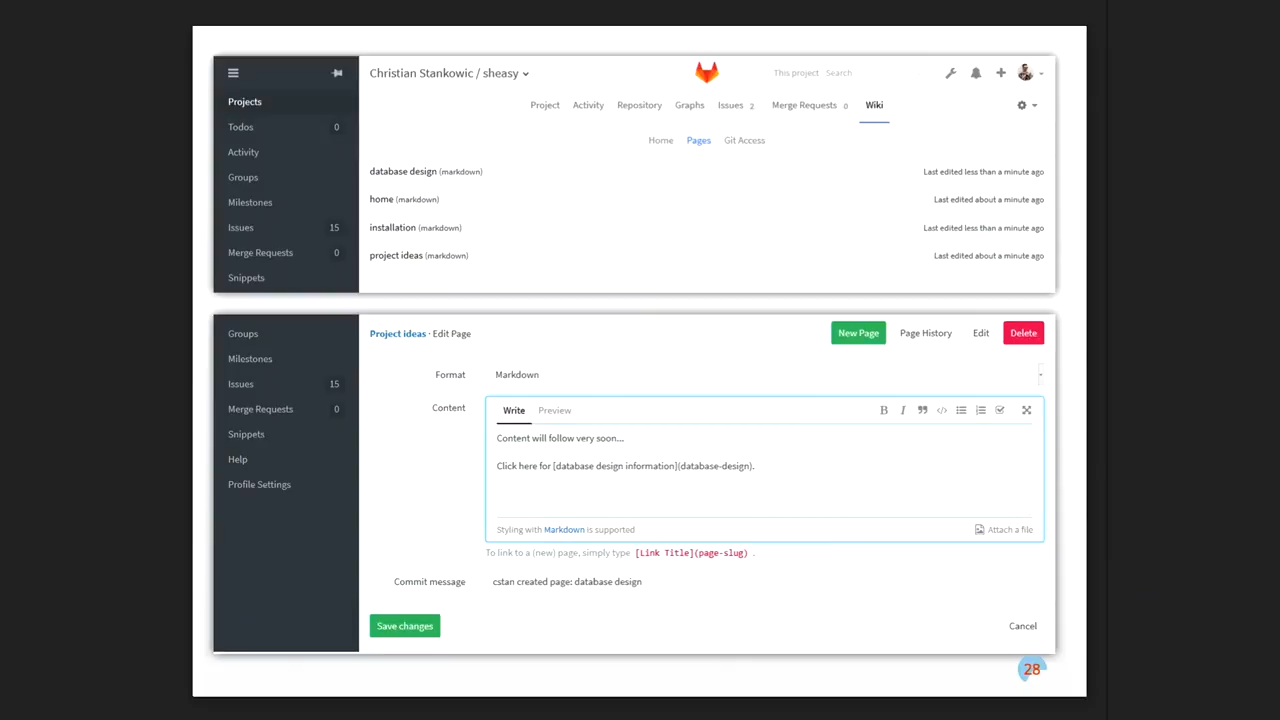 Christian Stankowic / sheasy
This project Search
Projects
Todos 0
Activity
Groups
Milestones
Issues 15
Merge Requests 0
Snippets
Project Activity Repository Graphs Issues 2 Merge Requests 0 Wiki
Home Pages Git Access
database design (markdown) Last edited less than a minute ago
home (markdown) Last edited about a minute ago
installation (markdown) Last edited less than a minute ago
project ideas (markdown) Last edited about a minute ago
Groups
Milestones
Issues 15
Merge Requests 0
Snippets
Help
Profile Settings
Project ideas · Edit Page New Page Page History Edit Delete
Format Markdown
Content Write Preview B I
Content will follow very soon...
Click here for [database design information](database-design).
Styling with Markdown is supported Attach a file
To link to a (new) page, simply type [Link Title](page-slug) .
Commit message cstan created page: database design
Save changes Cancel
28